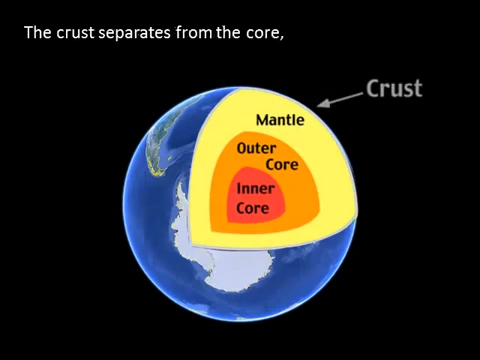 The crust separates from the core,
Crust
Mantle
Outer
Core
Inner
Core